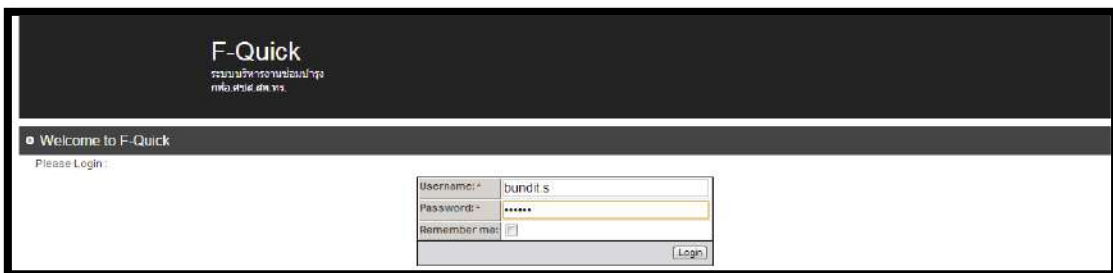 F-Quick
ระบบบริหารงานซ่อมบำรุง
Welcome to F-Quick
Please Login :
Username: *
bundit.s
Password: *
••••••
Remember me:
Login